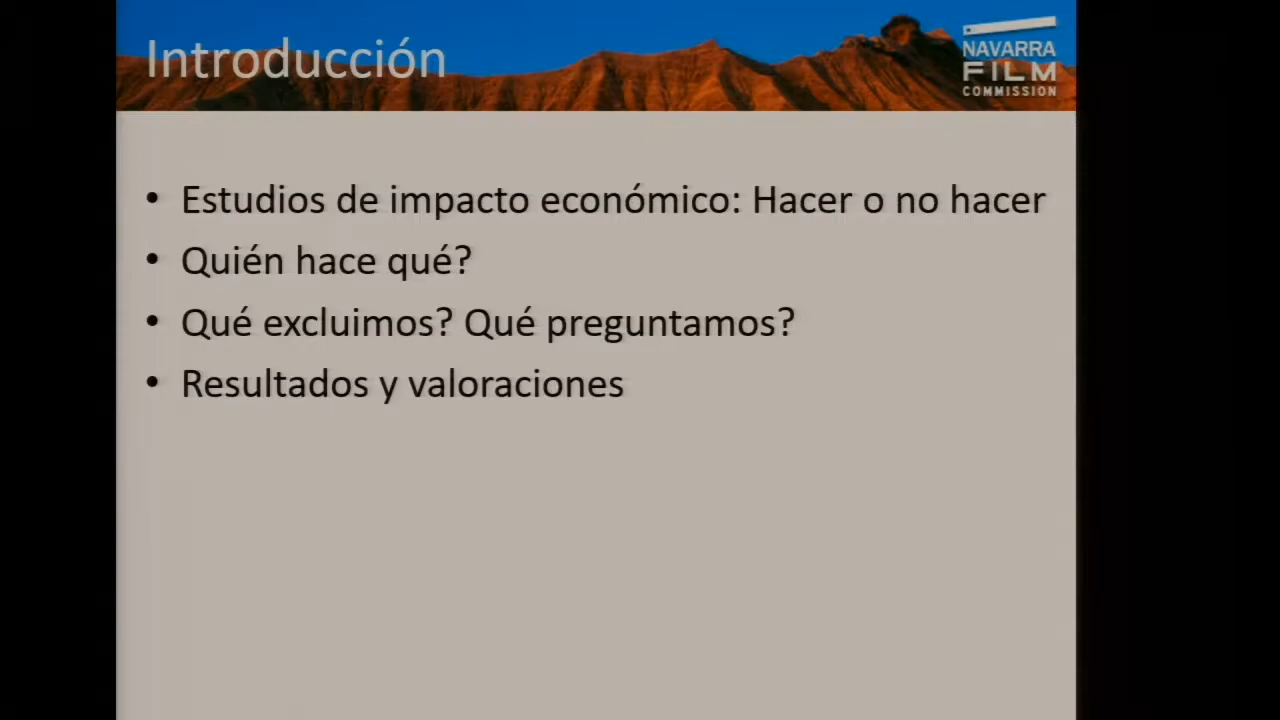 Introducción
NAVARRA
FILM
COMMISSION
• Estudios de impacto económico: Hacer o no hacer
• Quién hace qué?
• Qué excluimos? Qué preguntamos?
• Resultados y valoraciones